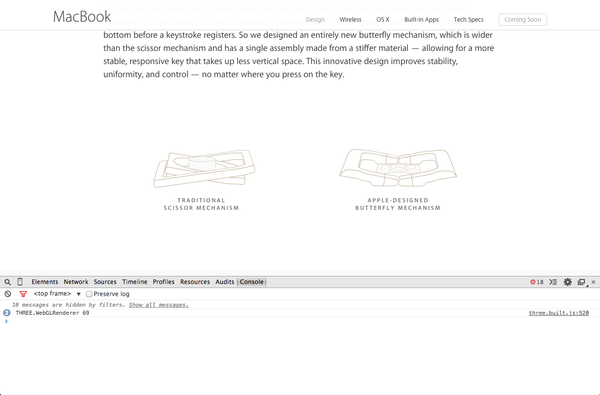 MacBook
Design Wireless OS X Built-in Apps Tech Specs Coming Soon
bottom before a keystroke registers. So we designed an entirely new butterfly mechanism, which is wider
than the scissor mechanism and has a single assembly made from a stiffer material — allowing for a more
stable, responsive key that takes up less vertical space. This innovative design improves stability,
uniformity, and control — no matter where you press on the key.
TRADITIONAL
SCISSOR MECHANISM
APPLE-DESIGNED
BUTTERFLY MECHANISM
Elements Network Sources Timeline Profiles Resources Audits Console 18
<top frame> Preserve log
18 messages are hidden by filters. Show all messages.
2 THREE.WebGLRenderer 69 three.built.js:520